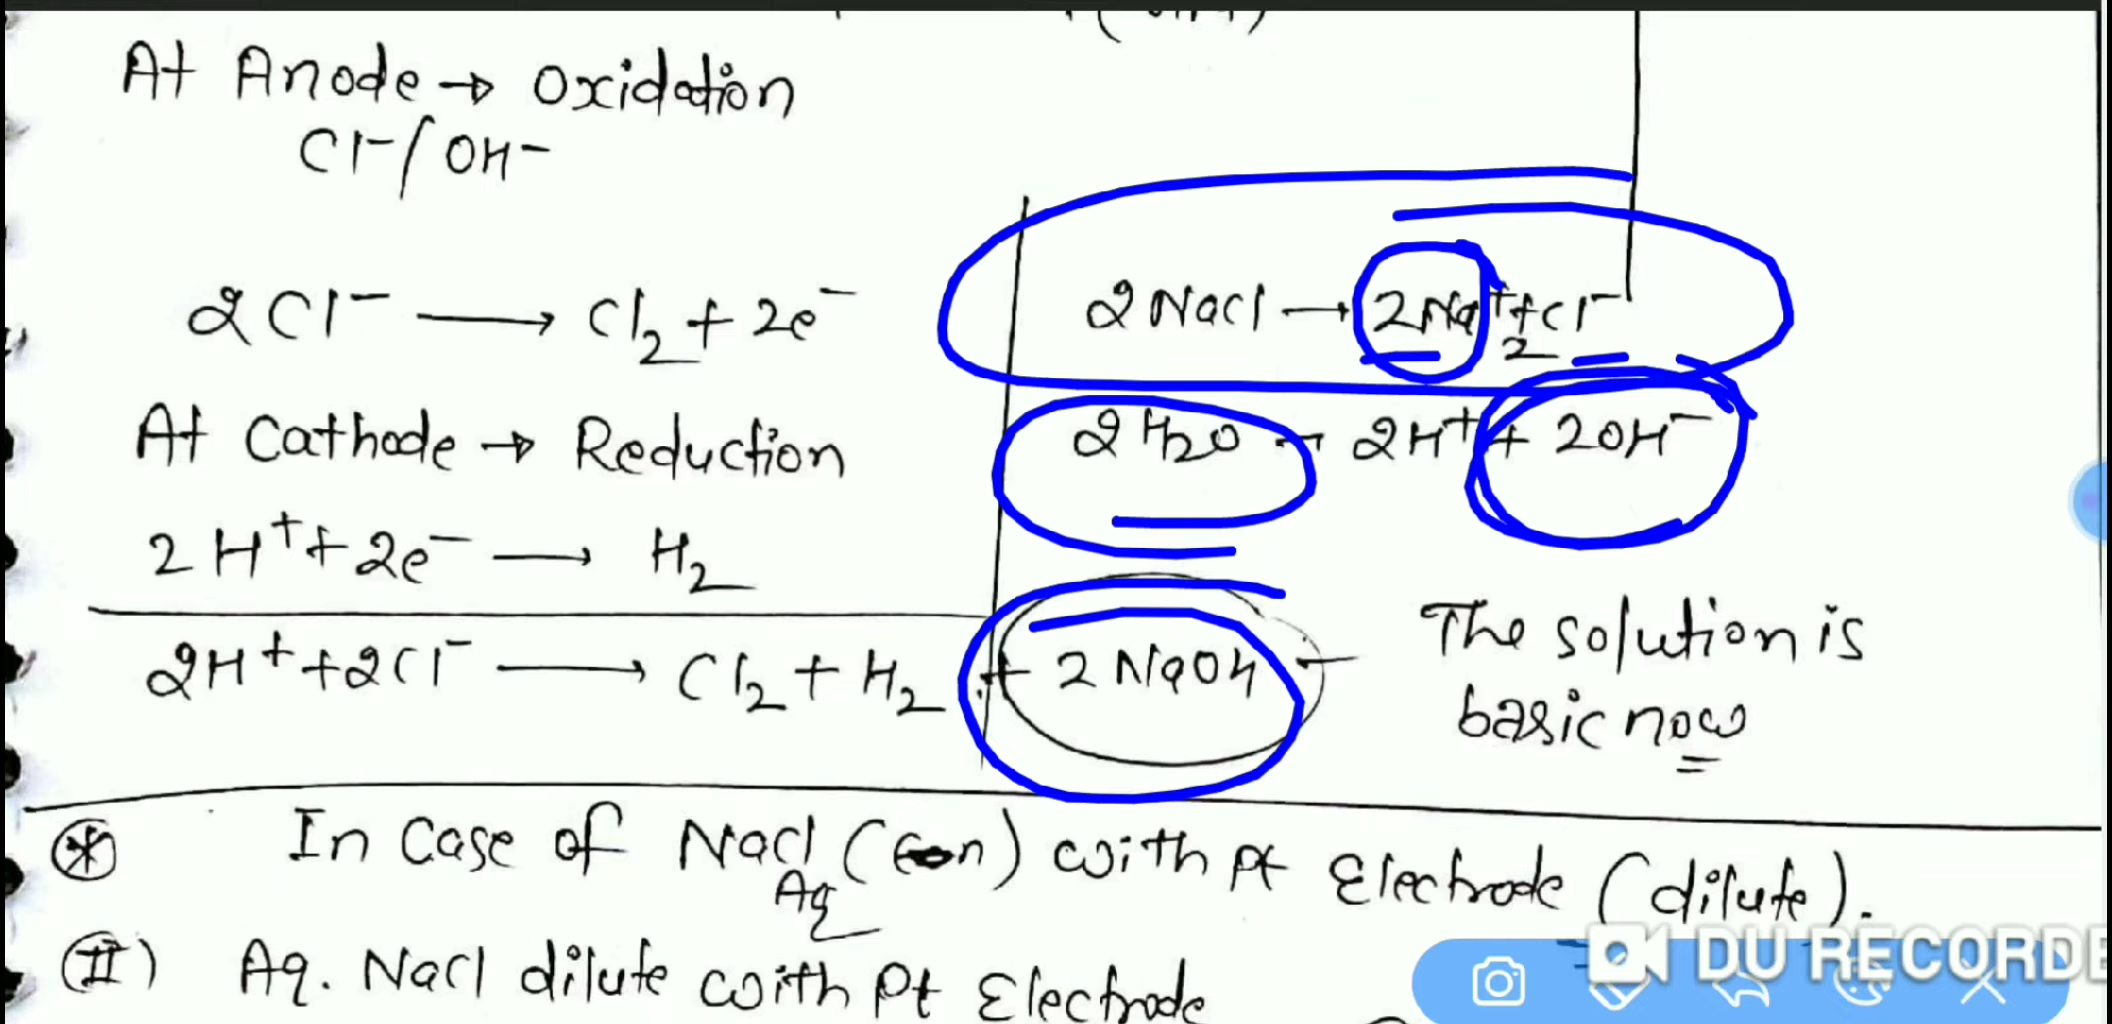 At Anode → Oxidation
Cl⁻/OH⁻
2Cl⁻ → Cl₂ + 2e⁻
2NaCl → 2Na⁺ + 2Cl⁻
At Cathode → Reduction
2H₂O → 2H⁺ + 2OH⁻
2H⁺ + 2e⁻ → H₂
2H⁺ + 2Cl⁻ → Cl₂ + H₂ + 2NaOH → The solution is
basic now
* In Case of NaCl (Con) with Pt Electrode (dilute).
Aq
(II) Aq. NaCl dilute with Pt Electrode
DU RECORDE